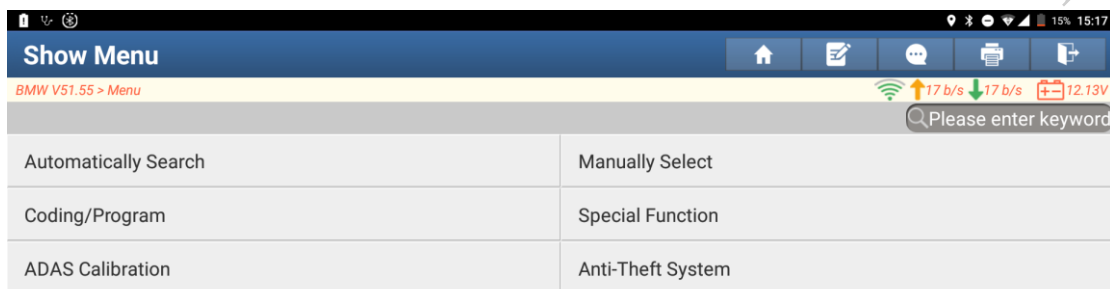 15% 15:17
Show Menu
BMW V51.55 > Menu
17 b/s 17 b/s 12.13V
Please enter keyword
Automatically Search Manually Select
Coding/Program Special Function
ADAS Calibration Anti-Theft System